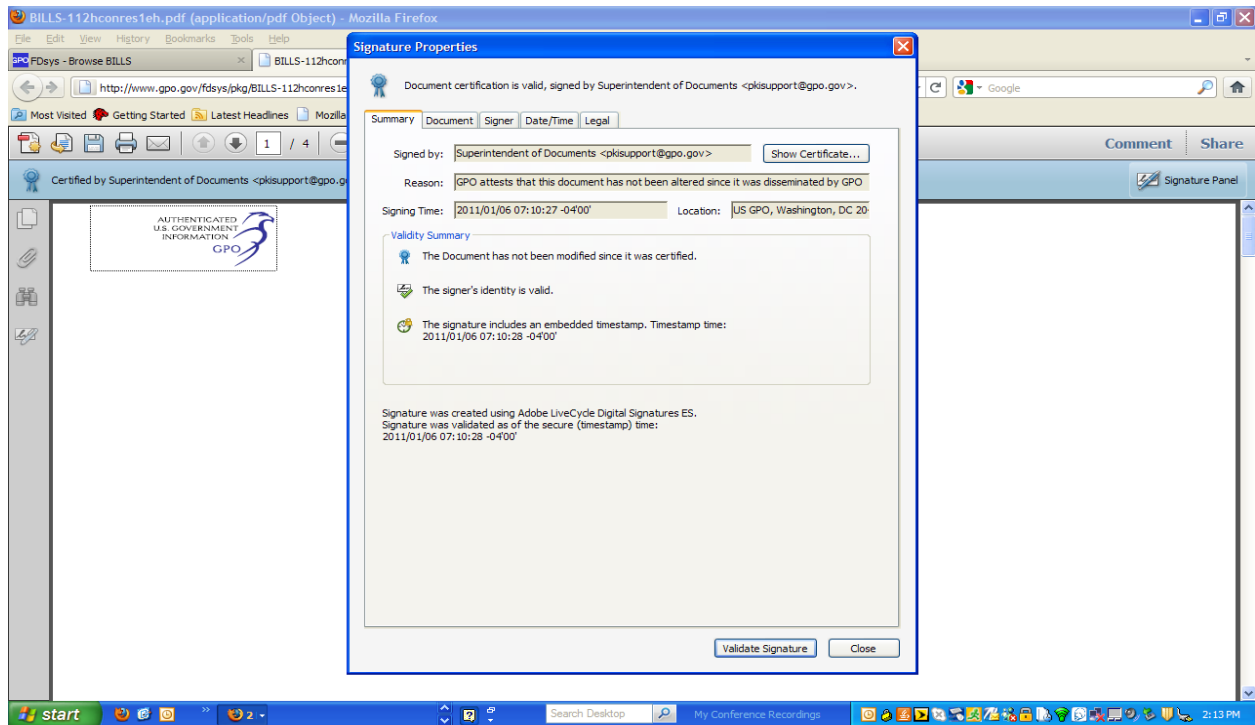 BILLS-112hconres1eh.pdf (application/pdf Object) - Mozilla Firefox
File Edit View History Bookmarks Tools Help
GPO FDsys - Browse BILLS
BILLS-112hconr
http://www.gpo.gov/fdsys/pkg/BILLS-112hconres1e
Google
Most Visited Getting Started Latest Headlines Mozilla
1 / 4
Comment Share
Certified by Superintendent of Documents <pkisupport@gpo.g
Signature Panel
AUTHENTICATED
U.S. GOVERNMENT
INFORMATION
GPO
Signature Properties
Document certification is valid, signed by Superintendent of Documents <pkisupport@gpo.gov>.
Summary Document Signer Date/Time Legal
Signed by: Superintendent of Documents <pkisupport@gpo.gov> Show Certificate...
Reason: GPO attests that this document has not been altered since it was disseminated by GPO
Signing Time: 2011/01/06 07:10:27 -04'00' Location: US GPO, Washington, DC 20
Validity Summary
The Document has not been modified since it was certified.
The signer's identity is valid.
The signature includes an embedded timestamp. Timestamp time:
2011/01/06 07:10:28 -04'00'
Signature was created using Adobe LiveCycle Digital Signatures ES.
Signature was validated as of the secure (timestamp) time:
2011/01/06 07:10:28 -04'00'
Validate Signature Close
start 2 Search Desktop My Conference Recordings 2:13 PM